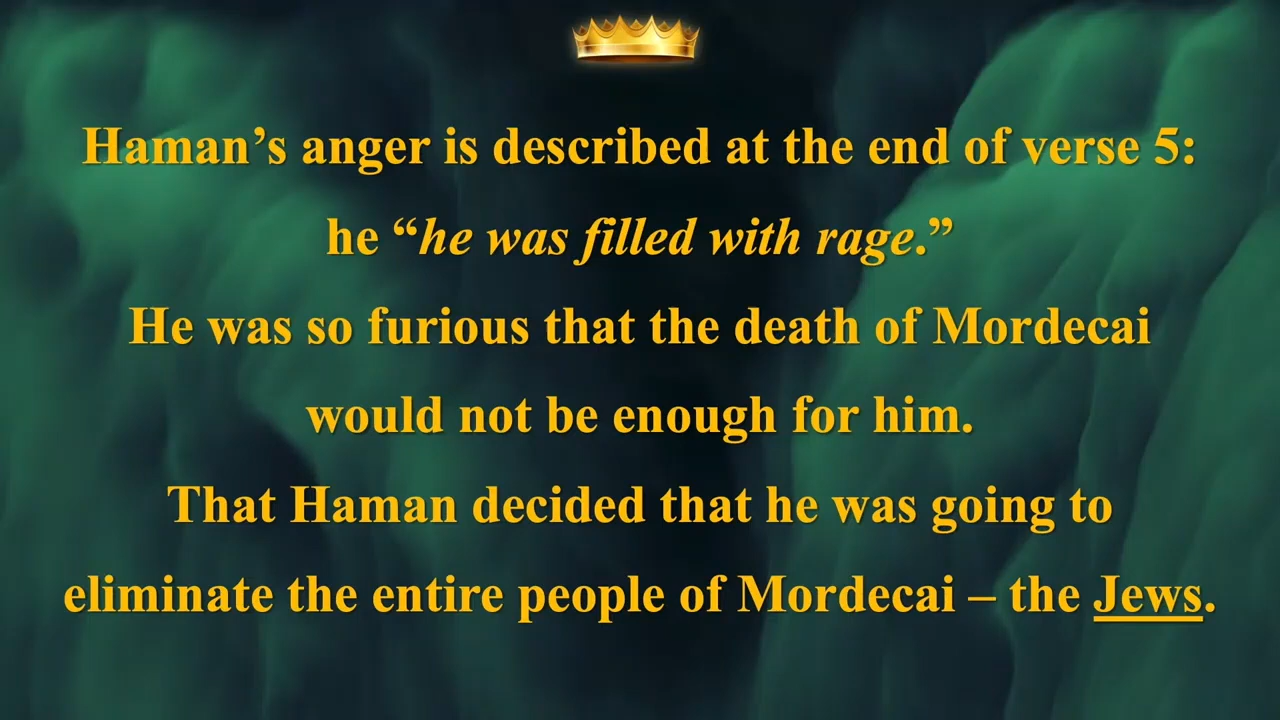 Haman’s anger is described at the end of verse 5:
he “he was filled with rage.”
He was so furious that the death of Mordecai
would not be enough for him.
That Haman decided that he was going to
eliminate the entire people of Mordecai – the Jews.